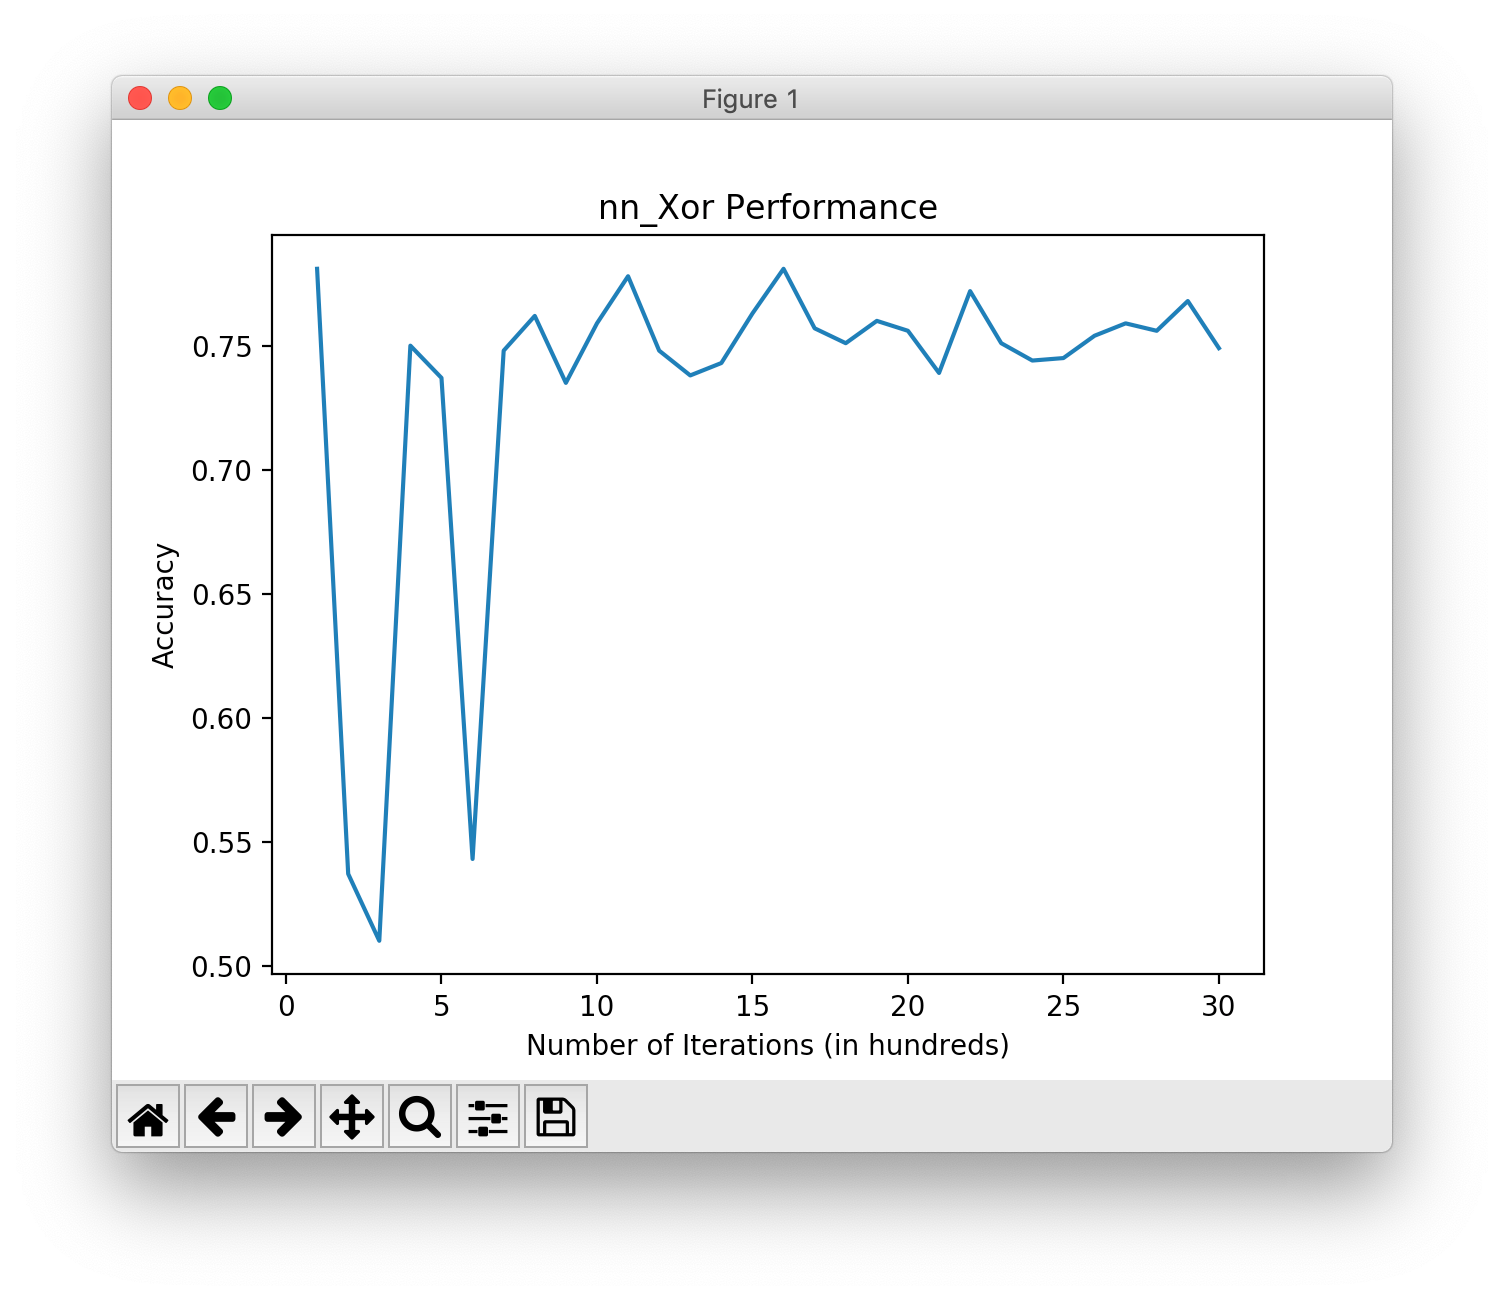 Figure 1
nn_Xor Performance
0.75
0.70
0.65
0.60
0.55
0.50
Accuracy
0 5 10 15 20 25 30
Number of Iterations (in hundreds)